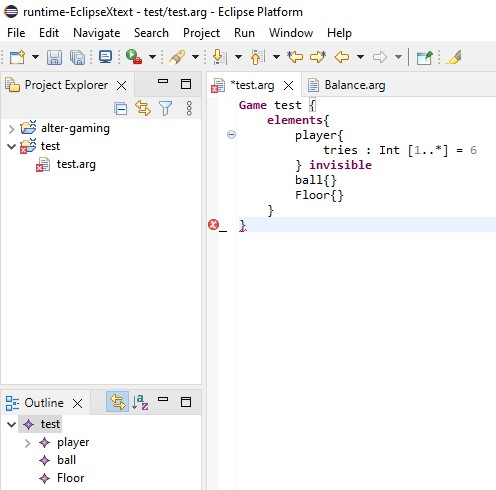 runtime-EclipseXtext - test/test.arg - Eclipse Platform
File Edit Navigate Search Project Run Window Help
Project Explorer
alter-gaming
test
test.arg
*test.arg
Balance.arg
Game test {
elements{
player{
tries : Int [1..*] = 6
} invisible
ball{}
Floor{}
}
}
Outline
test
player
ball
Floor